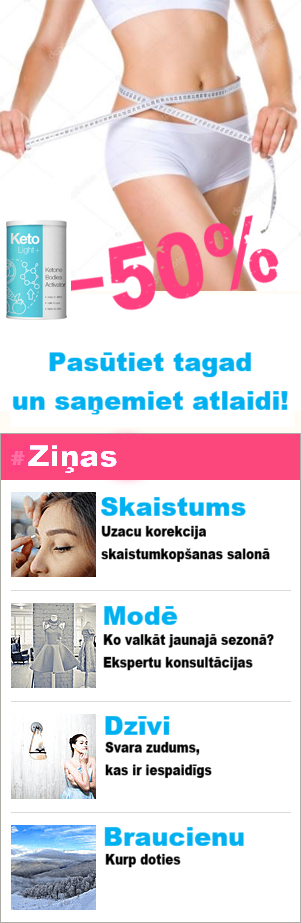 Keto
Light+
Ketone
Bodies
Activator
-50%
Pasūtiet tagad
un saņemiet atlaidi!
#Ziņas
Skaistums
Uzacu korekcija
skaistumkopšanas salonā
Modē
Ko valkāt jaunajā sezonā?
Ekspertu konsultācijas
Dzīvi
Svara zudums,
kas ir iespaidīgs
Braucienu
Kurp doties